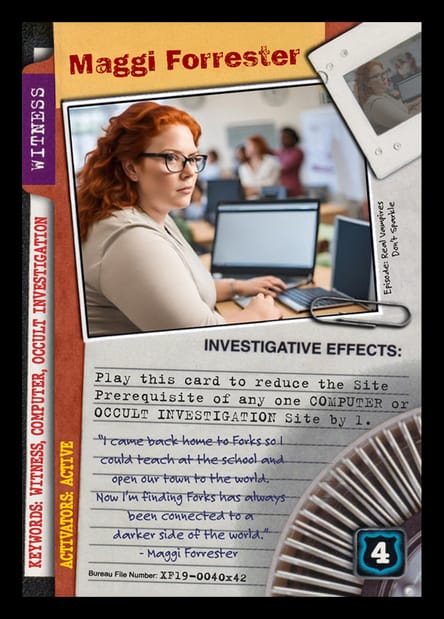 Maggi Forrester
WITNESS
KEYWORDS: WITNESS, COMPUTER, OCCULT INVESTIGATION
ACTIVATORS: ACTIVE
Episode: Real Vampires
Don't Sparkle
INVESTIGATIVE EFFECTS:
Play this card to reduce the Site
Prerequisite of any one COMPUTER or
OCCULT INVESTIGATION Site by 1.
"I came back home to Forks so I
could teach at the school and
open our town to the world.
Now I'm finding Forks has always
been connected to a
darker side of the world."
- Maggi Forrester
4
Bureau File Number: XF19-0040x42